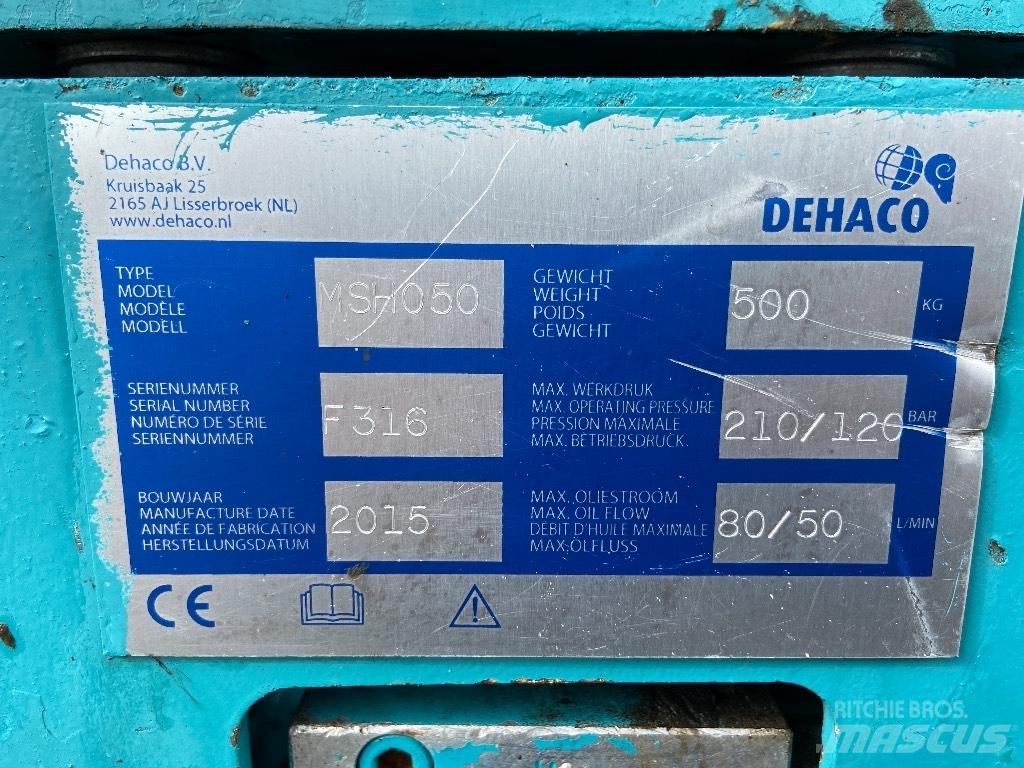 Dehaco B.V.
Kruisbaak 25
2165 AJ Lisserbroek (NL)
www.dehaco.nl
DEHACO
TYPE
MODEL
MODÈLE
MODELL
MSH050
GEWICHT
WEIGHT
POIDS
GEWICHT
500
KG
SERIENUMMER
SERIAL NUMBER
NUMÉRO DE SÉRIE
SERIENNUMMER
F316
MAX. WERKDRUK
MAX. OPERATING PRESSURE
PRESSION MAXIMALE
MAX. BETRIEBSDRUCK.
210/120
BAR
BOUWJAAR
MANUFACTURE DATE
ANNÉE DE FABRICATION
HERSTELLUNGSDATUM
2015
MAX. OLIESTROOM
MAX. OIL FLOW
DÉBIT D'HUILE MAXIMALE
MAX. ÖLFLUSS
80/50
L/MIN
CE
RITCHIE BROS.
MASCUS